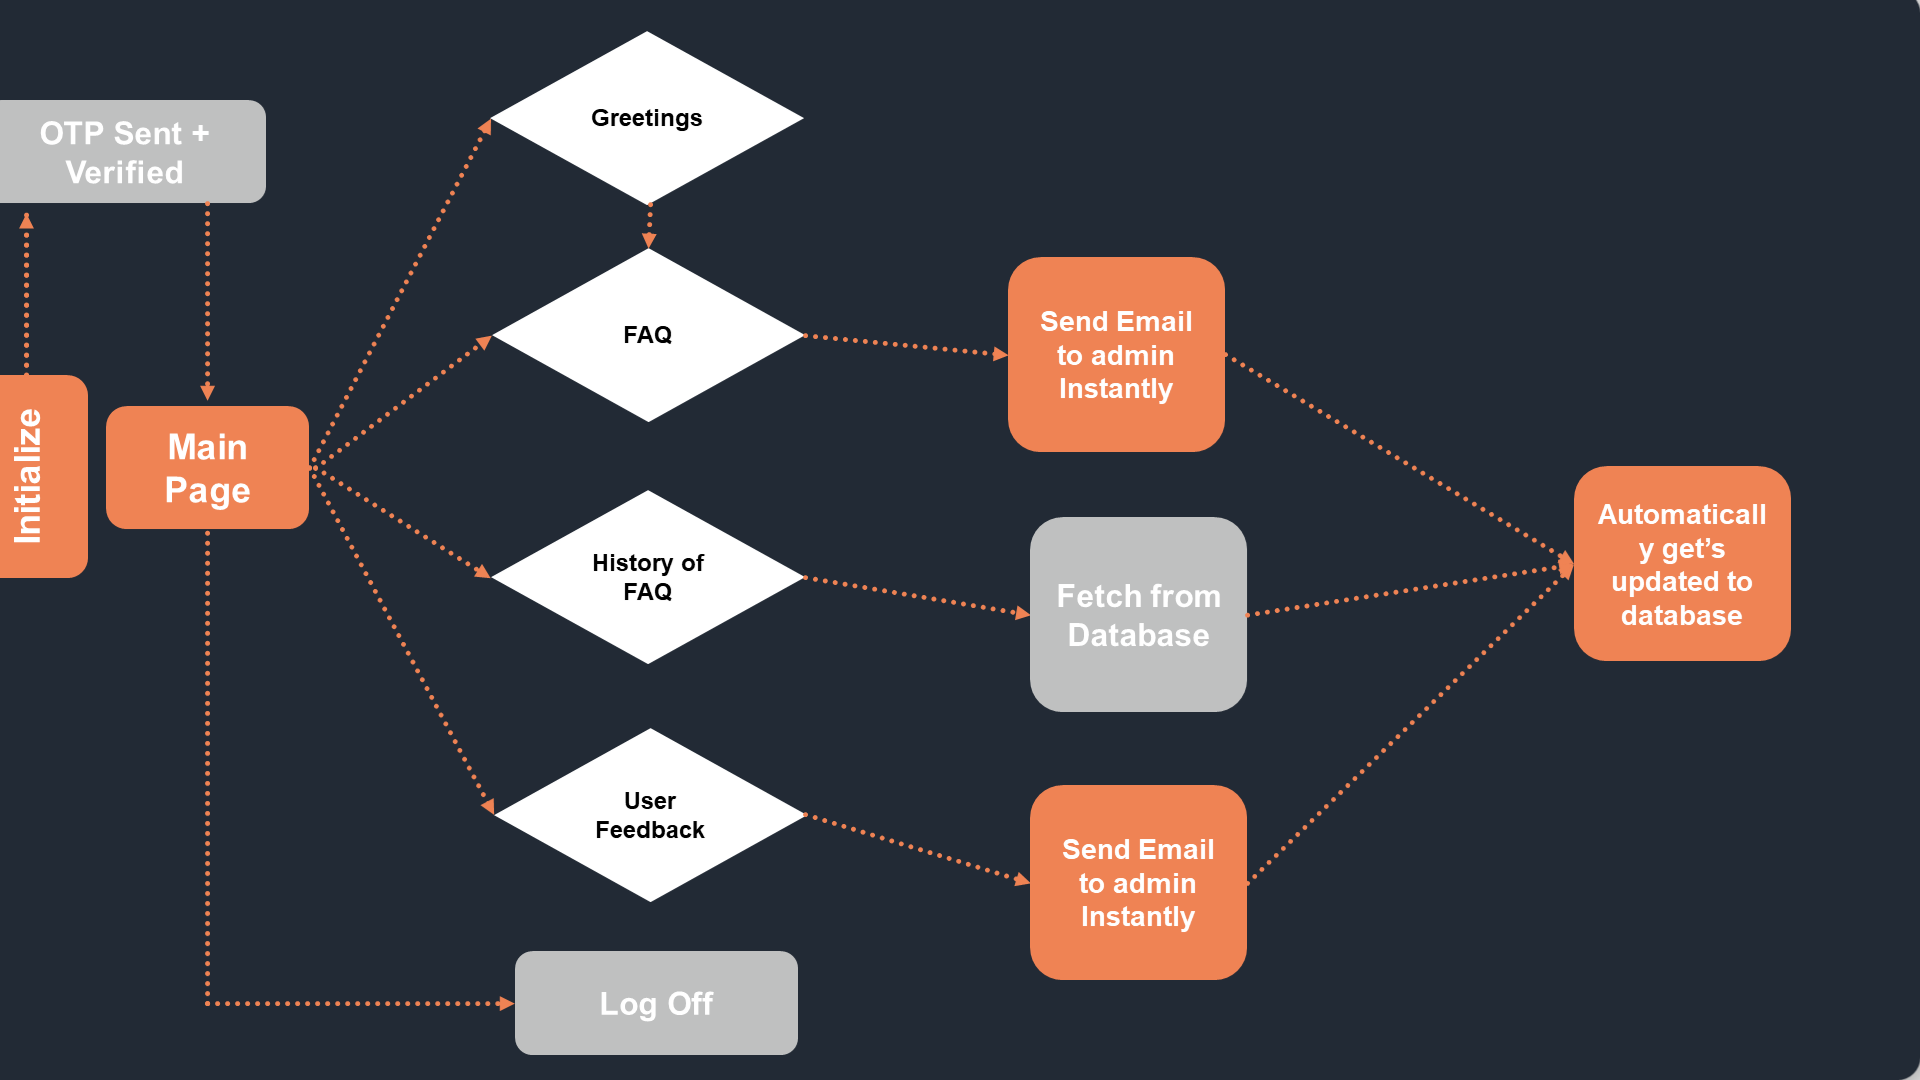 OTP Sent +
Verified
Initialize
Main
Page
Greetings
FAQ
History of
FAQ
User
Feedback
Log Off
Send Email
to admin
Instantly
Fetch from
Database
Send Email
to admin
Instantly
Automaticall
y get’s
updated to
database